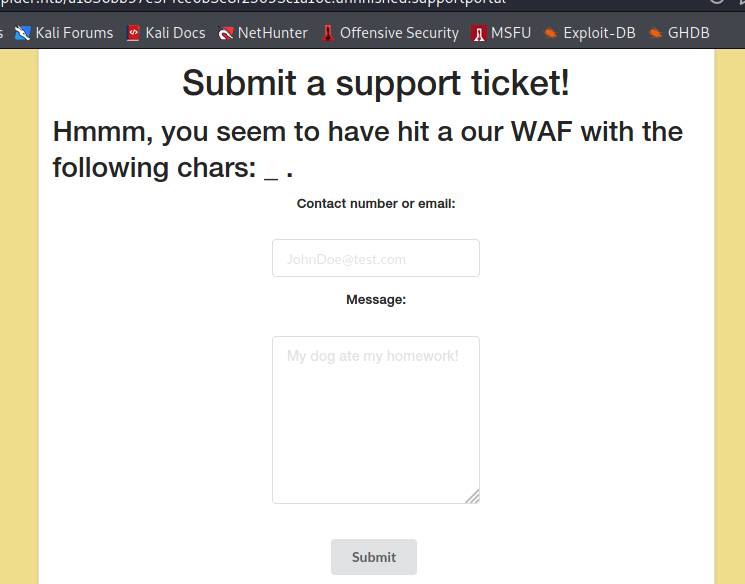 Kali Forums Kali Docs NetHunter Offensive Security MSFU Exploit-DB GHDB
Submit a support ticket!
Hmmm, you seem to have hit a our WAF with the
following chars: _ .
Contact number or email:
JohnDoe@test.com
Message:
My dog ate my homework!
Submit